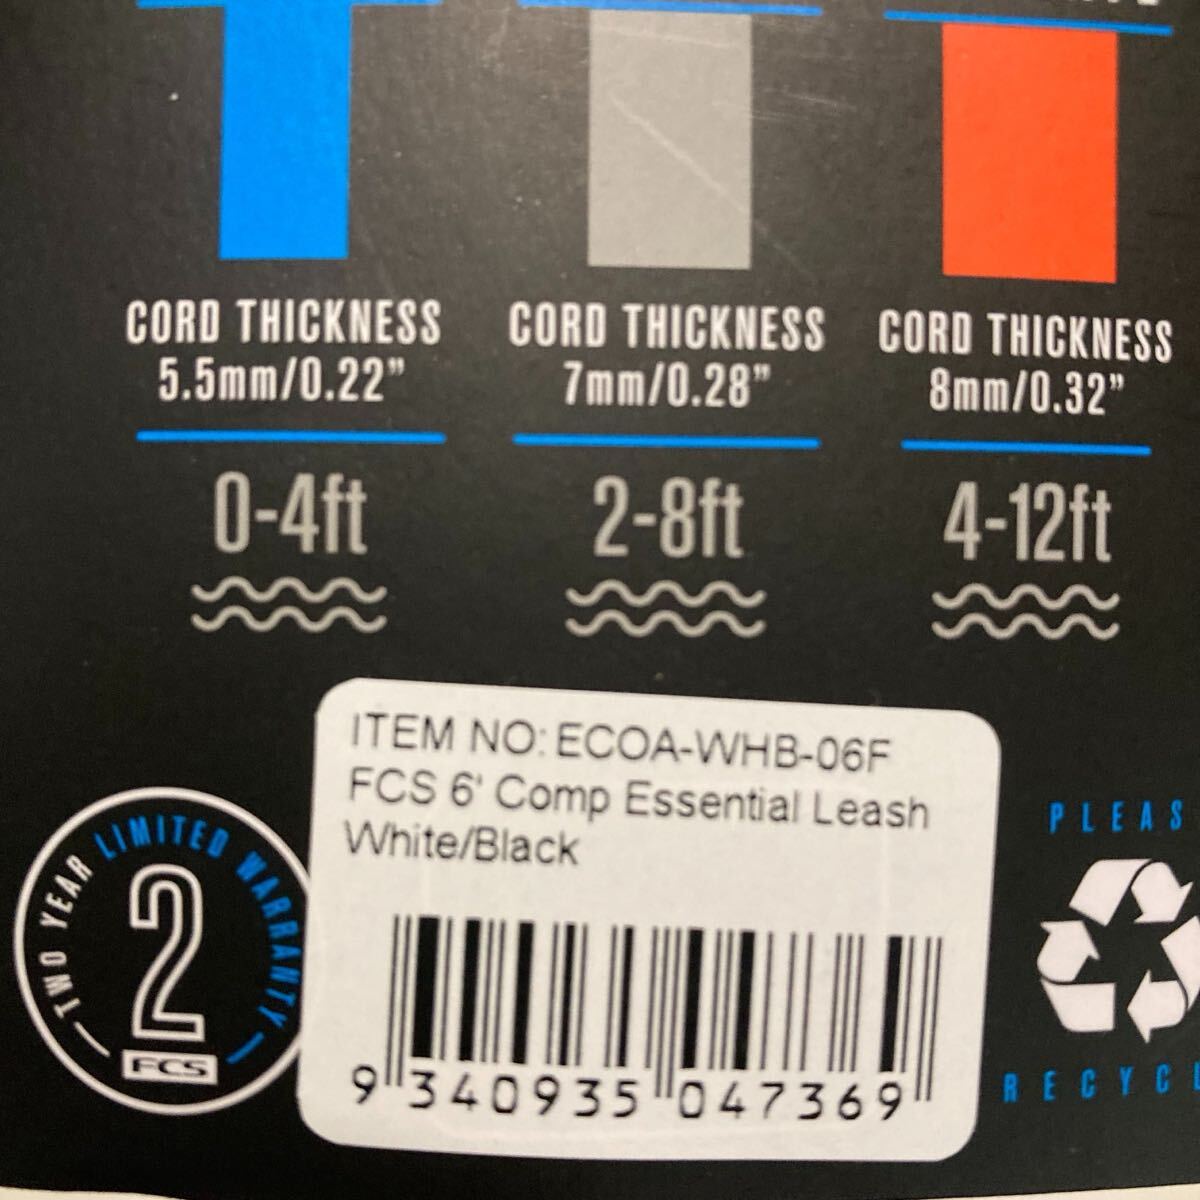 CORD THICKNESS
5.5mm/0.22”
0-4ft
CORD THICKNESS
7mm/0.28”
2-8ft
CORD THICKNESS
8mm/0.32”
4-12ft
TWO YEAR LIMITED WARRANTY
2
FCS
ITEM NO: ECOA-WHB-06F
FCS 6' Comp Essential Leash
White/Black
9 340935 047369
PLEAS
RECYCL